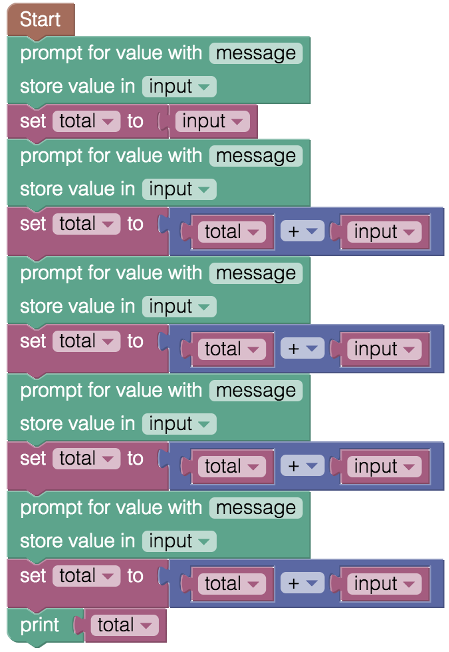 Start
prompt for value with message
store value in input
set total to input
prompt for value with message
store value in input
set total to total + input
prompt for value with message
store value in input
set total to total + input
prompt for value with message
store value in input
set total to total + input
prompt for value with message
store value in input
set total to total + input
print total